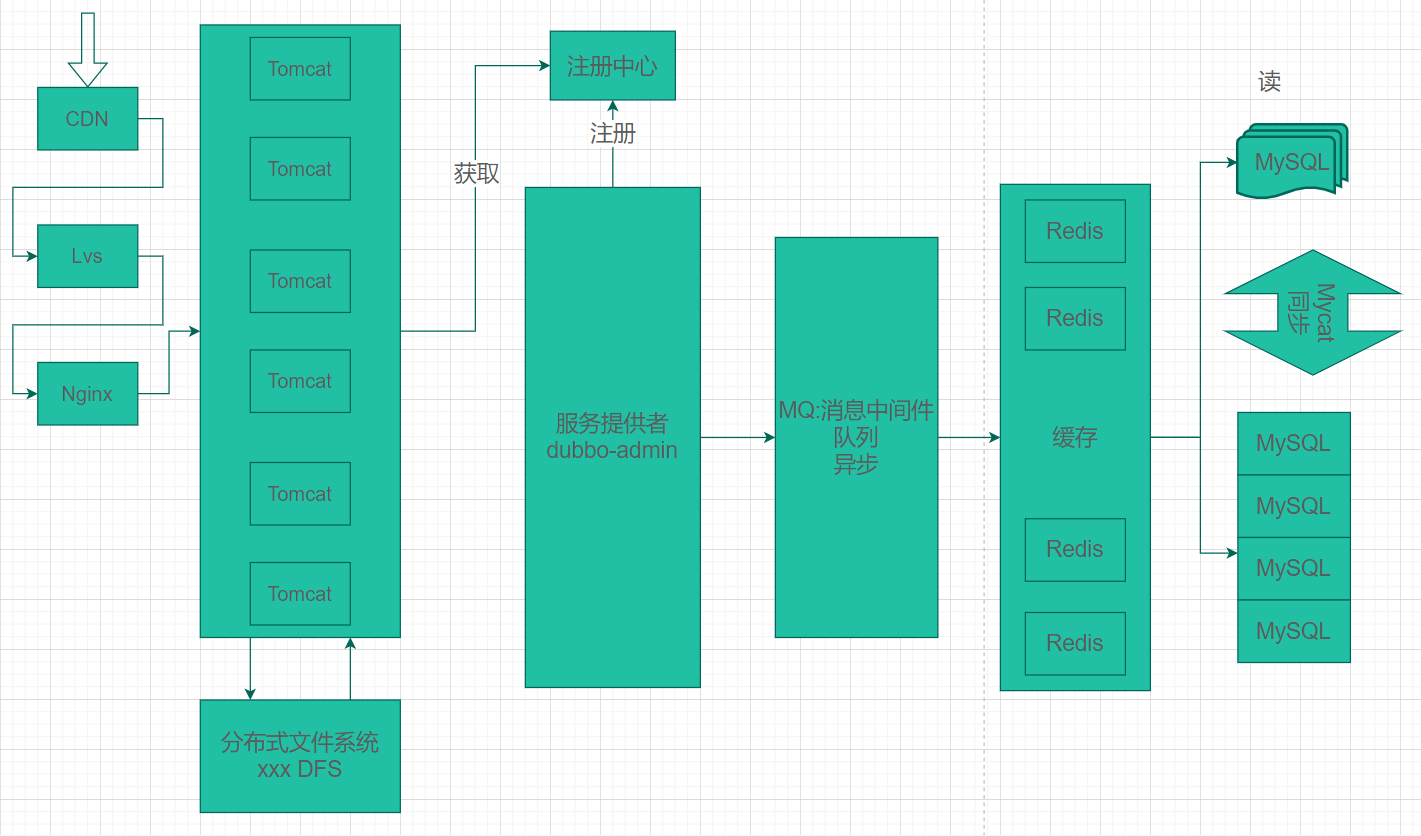 CDN
Lvs
Nginx
Tomcat
Tomcat
Tomcat
Tomcat
Tomcat
Tomcat
分布式文件系统
xxx DFS
获取
注册中心
注册
服务提供者
dubbo-admin
MQ:消息中间件
队列
异步
Redis
Redis
缓存
Redis
Redis
读
MySQL
Mycat
同步
MySQL
MySQL
MySQL
MySQL